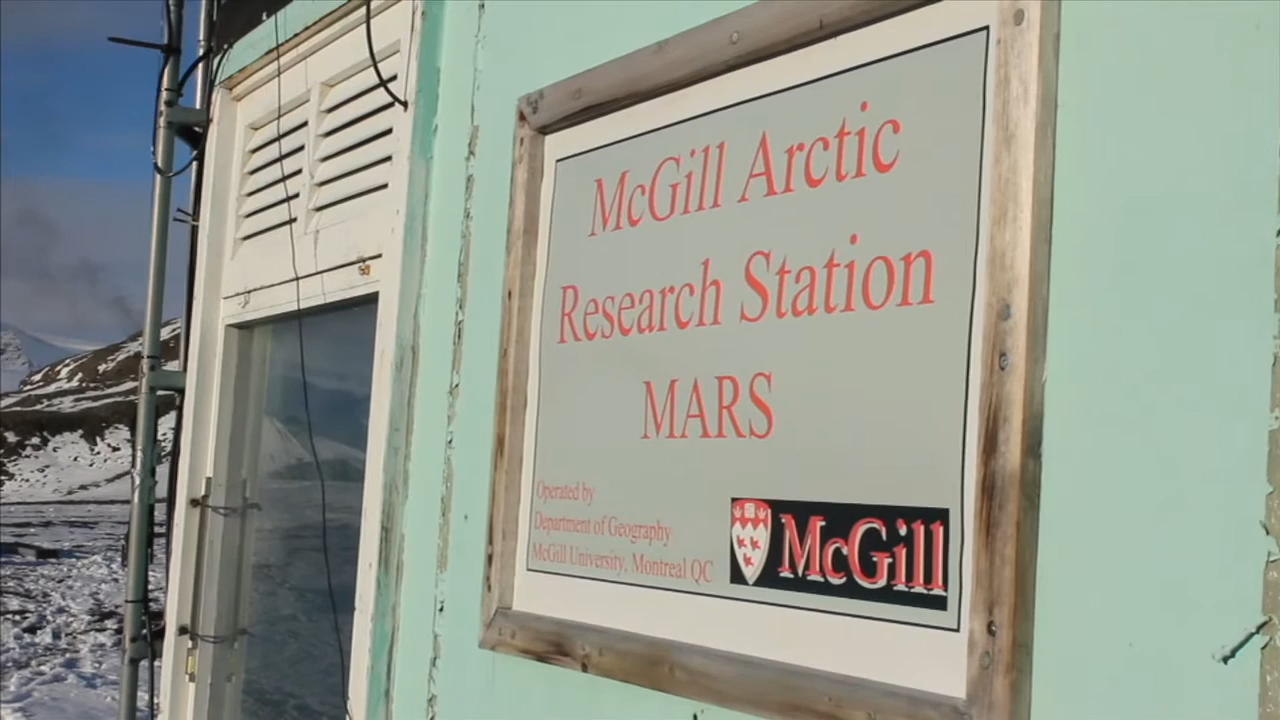 McGill Arctic
Research Station
MARS
Operated by
Department of Geography
McGill University, Montreal QC
McGill